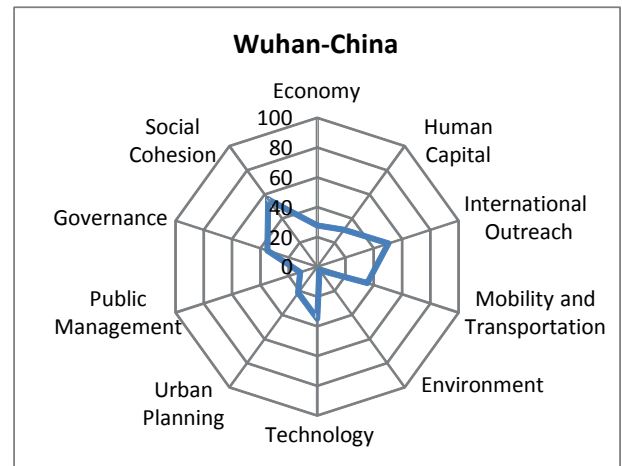 Wuhan-China
Economy
Human
Capital
International
Outreach
Mobility and
Transportation
Environment
Technology
Urban
Planning
Public
Management
Governance
Social
Cohesion
100
80
60
40
20
0